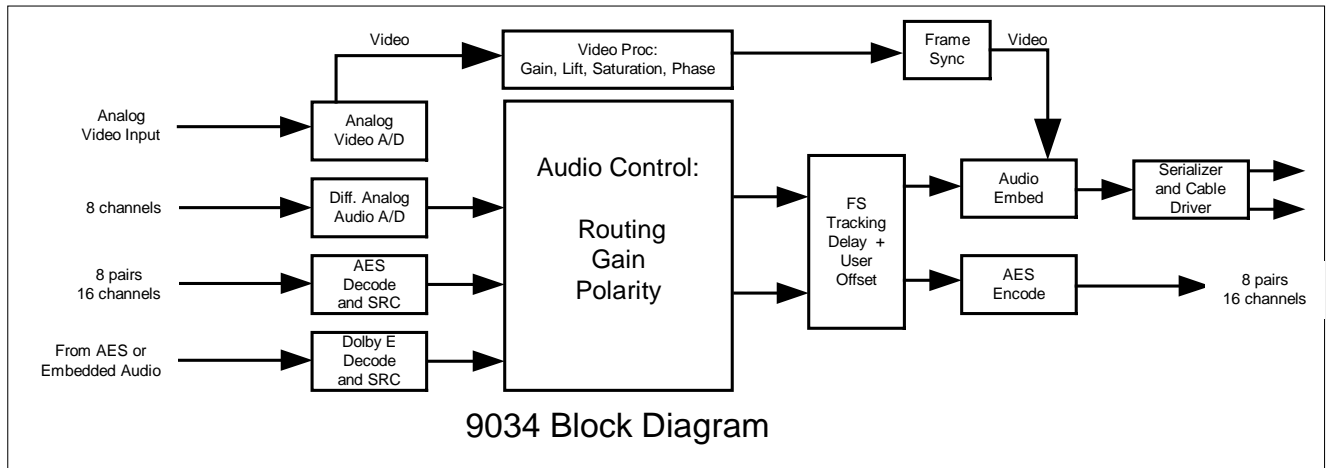 Video
Video Proc:
Gain, Lift, Saturation, Phase
Frame
Sync
Video
Analog
Video Input
Analog
Video A/D
Audio Control:
Routing
Gain
Polarity
8 channels
Diff. Analog
Audio A/D
FS
Tracking
Delay +
User
Offset
Audio
Embed
Serializer
and Cable
Driver
8 pairs
16 channels
AES
Decode
and SRC
AES
Encode
8 pairs
16 channels
From AES or
Embedded Audio
Dolby E
Decode
and SRC
9034 Block Diagram